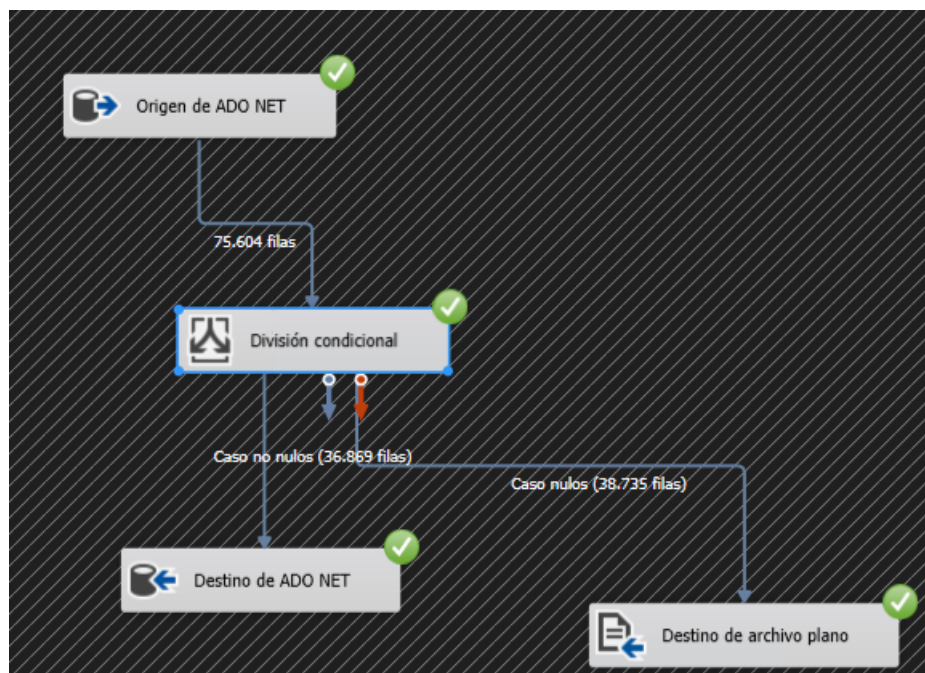 Origen de ADO NET
75.604 filas
División condicional
Caso no nulos (36.869 filas)
Caso nulos (38.735 filas)
Destino de ADO NET
Destino de archivo plano